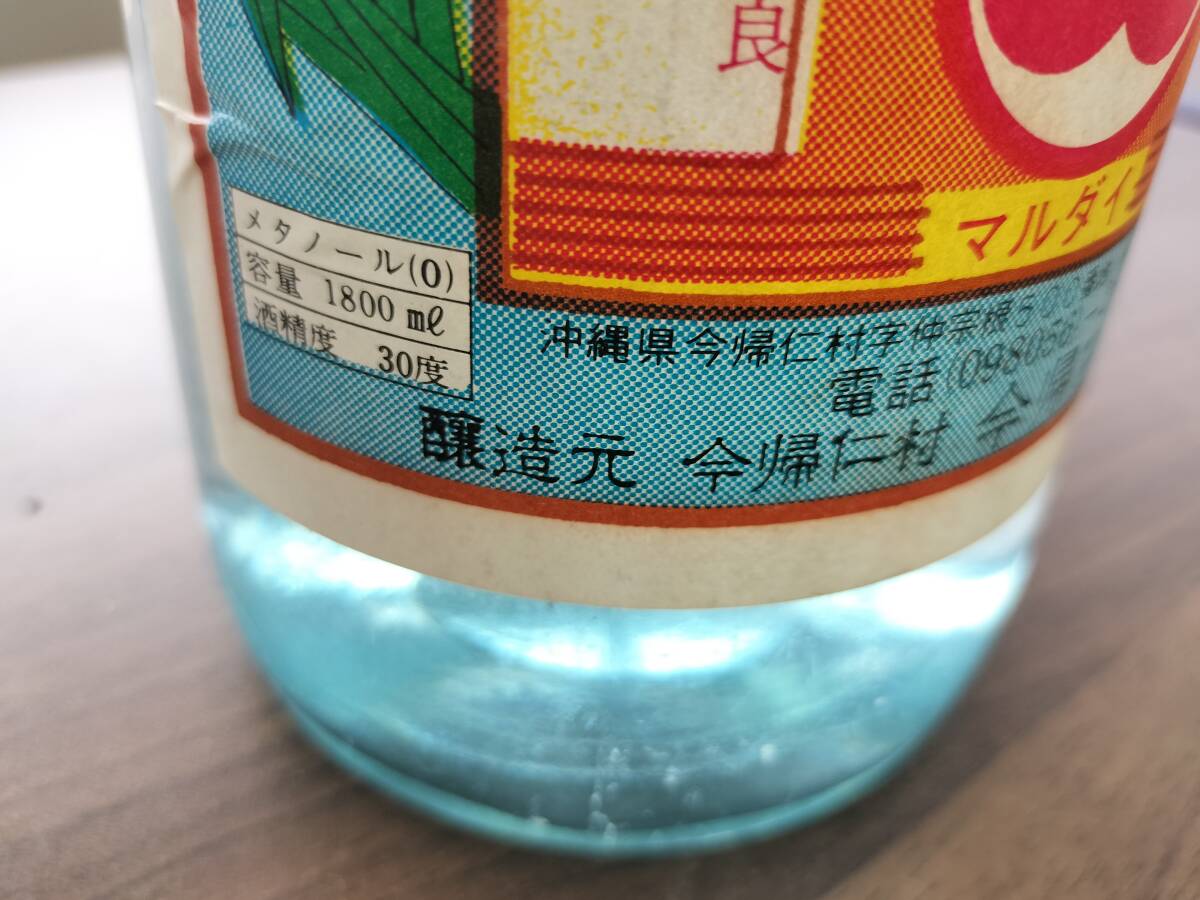 良
マルダイ
メタノール(0)
容量 1800 ㎖
酒精度 30度
沖縄県今帰仁村字仲宗根
電話(09805)6
醸造元 今帰仁村